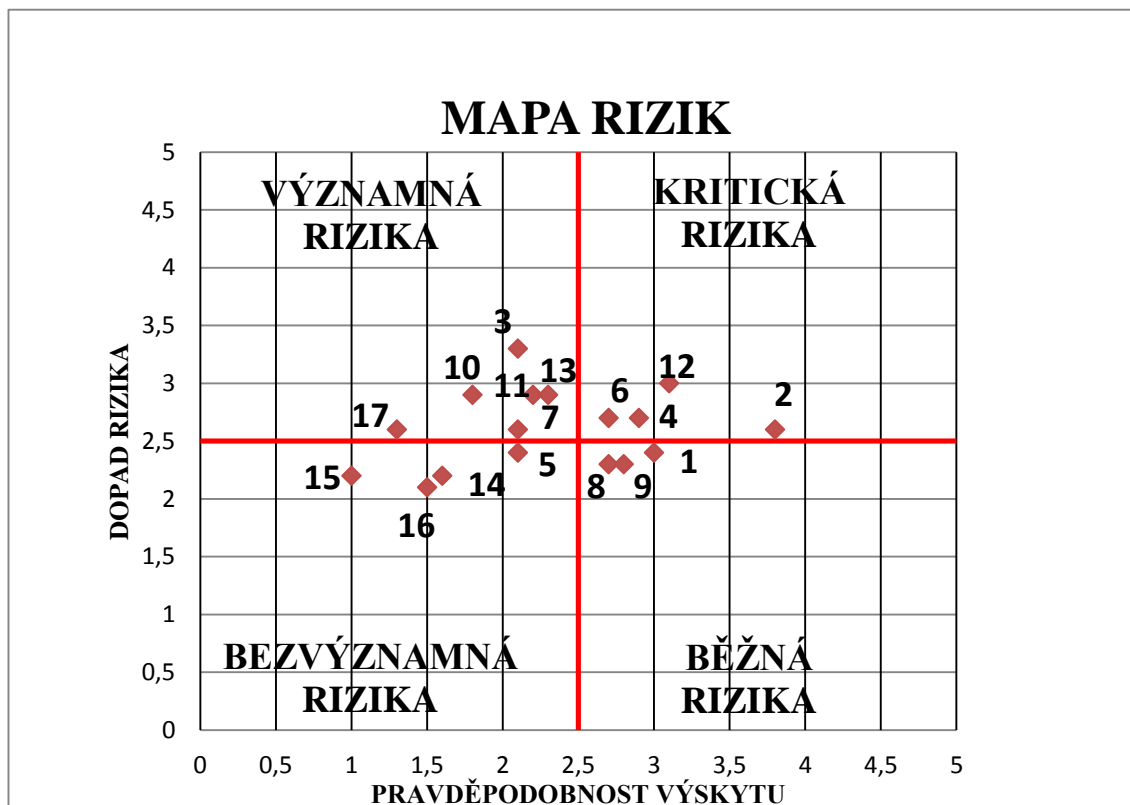 MAPA RIZIK
5
4,5
4
3,5
3
2,5
2
1,5
1
0,5
0
DOPAD RIZIKA
VÝZNAMNÁ
RIZIKA
KRITICKÁ
RIZIKA
3
10
11
13
12
6
2
17
7
4
15
14
5
1
8
9
16
BEZVÝZNAMNÁ
RIZIKA
BĚŽNÁ
RIZIKA
0 0,5 1 1,5 2 2,5 3 3,5 4 4,5 5
PRAVDĚPODOBNOST VÝSKYTU